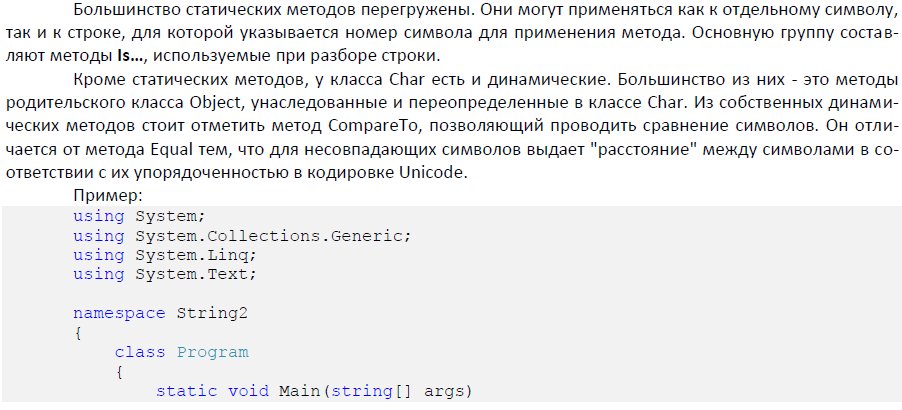 Большинство статических методов перегружены. Они могут применяться как к отдельному символу,
так и к строке, для которой указывается номер символа для применения метода. Основную группу состав-
ляют методы Is…, используемые при разборе строки.
Кроме статических методов, у класса Char есть и динамические. Большинство из них - это методы
родительского класса Object, унаследованные и переопределенные в классе Char. Из собственных динами-
ческих методов стоит отметить метод CompareTo, позволяющий проводить сравнение символов. Он отли-
чается от метода Equal тем, что для несовпадающих символов выдает "расстояние" между символами в со-
ответствии с их упорядоченностью в кодировке Unicode.
Пример:
using System;
using System.Collections.Generic;
using System.Linq;
using System.Text;
namespace String2
{
class Program
{
static void Main(string[] args)